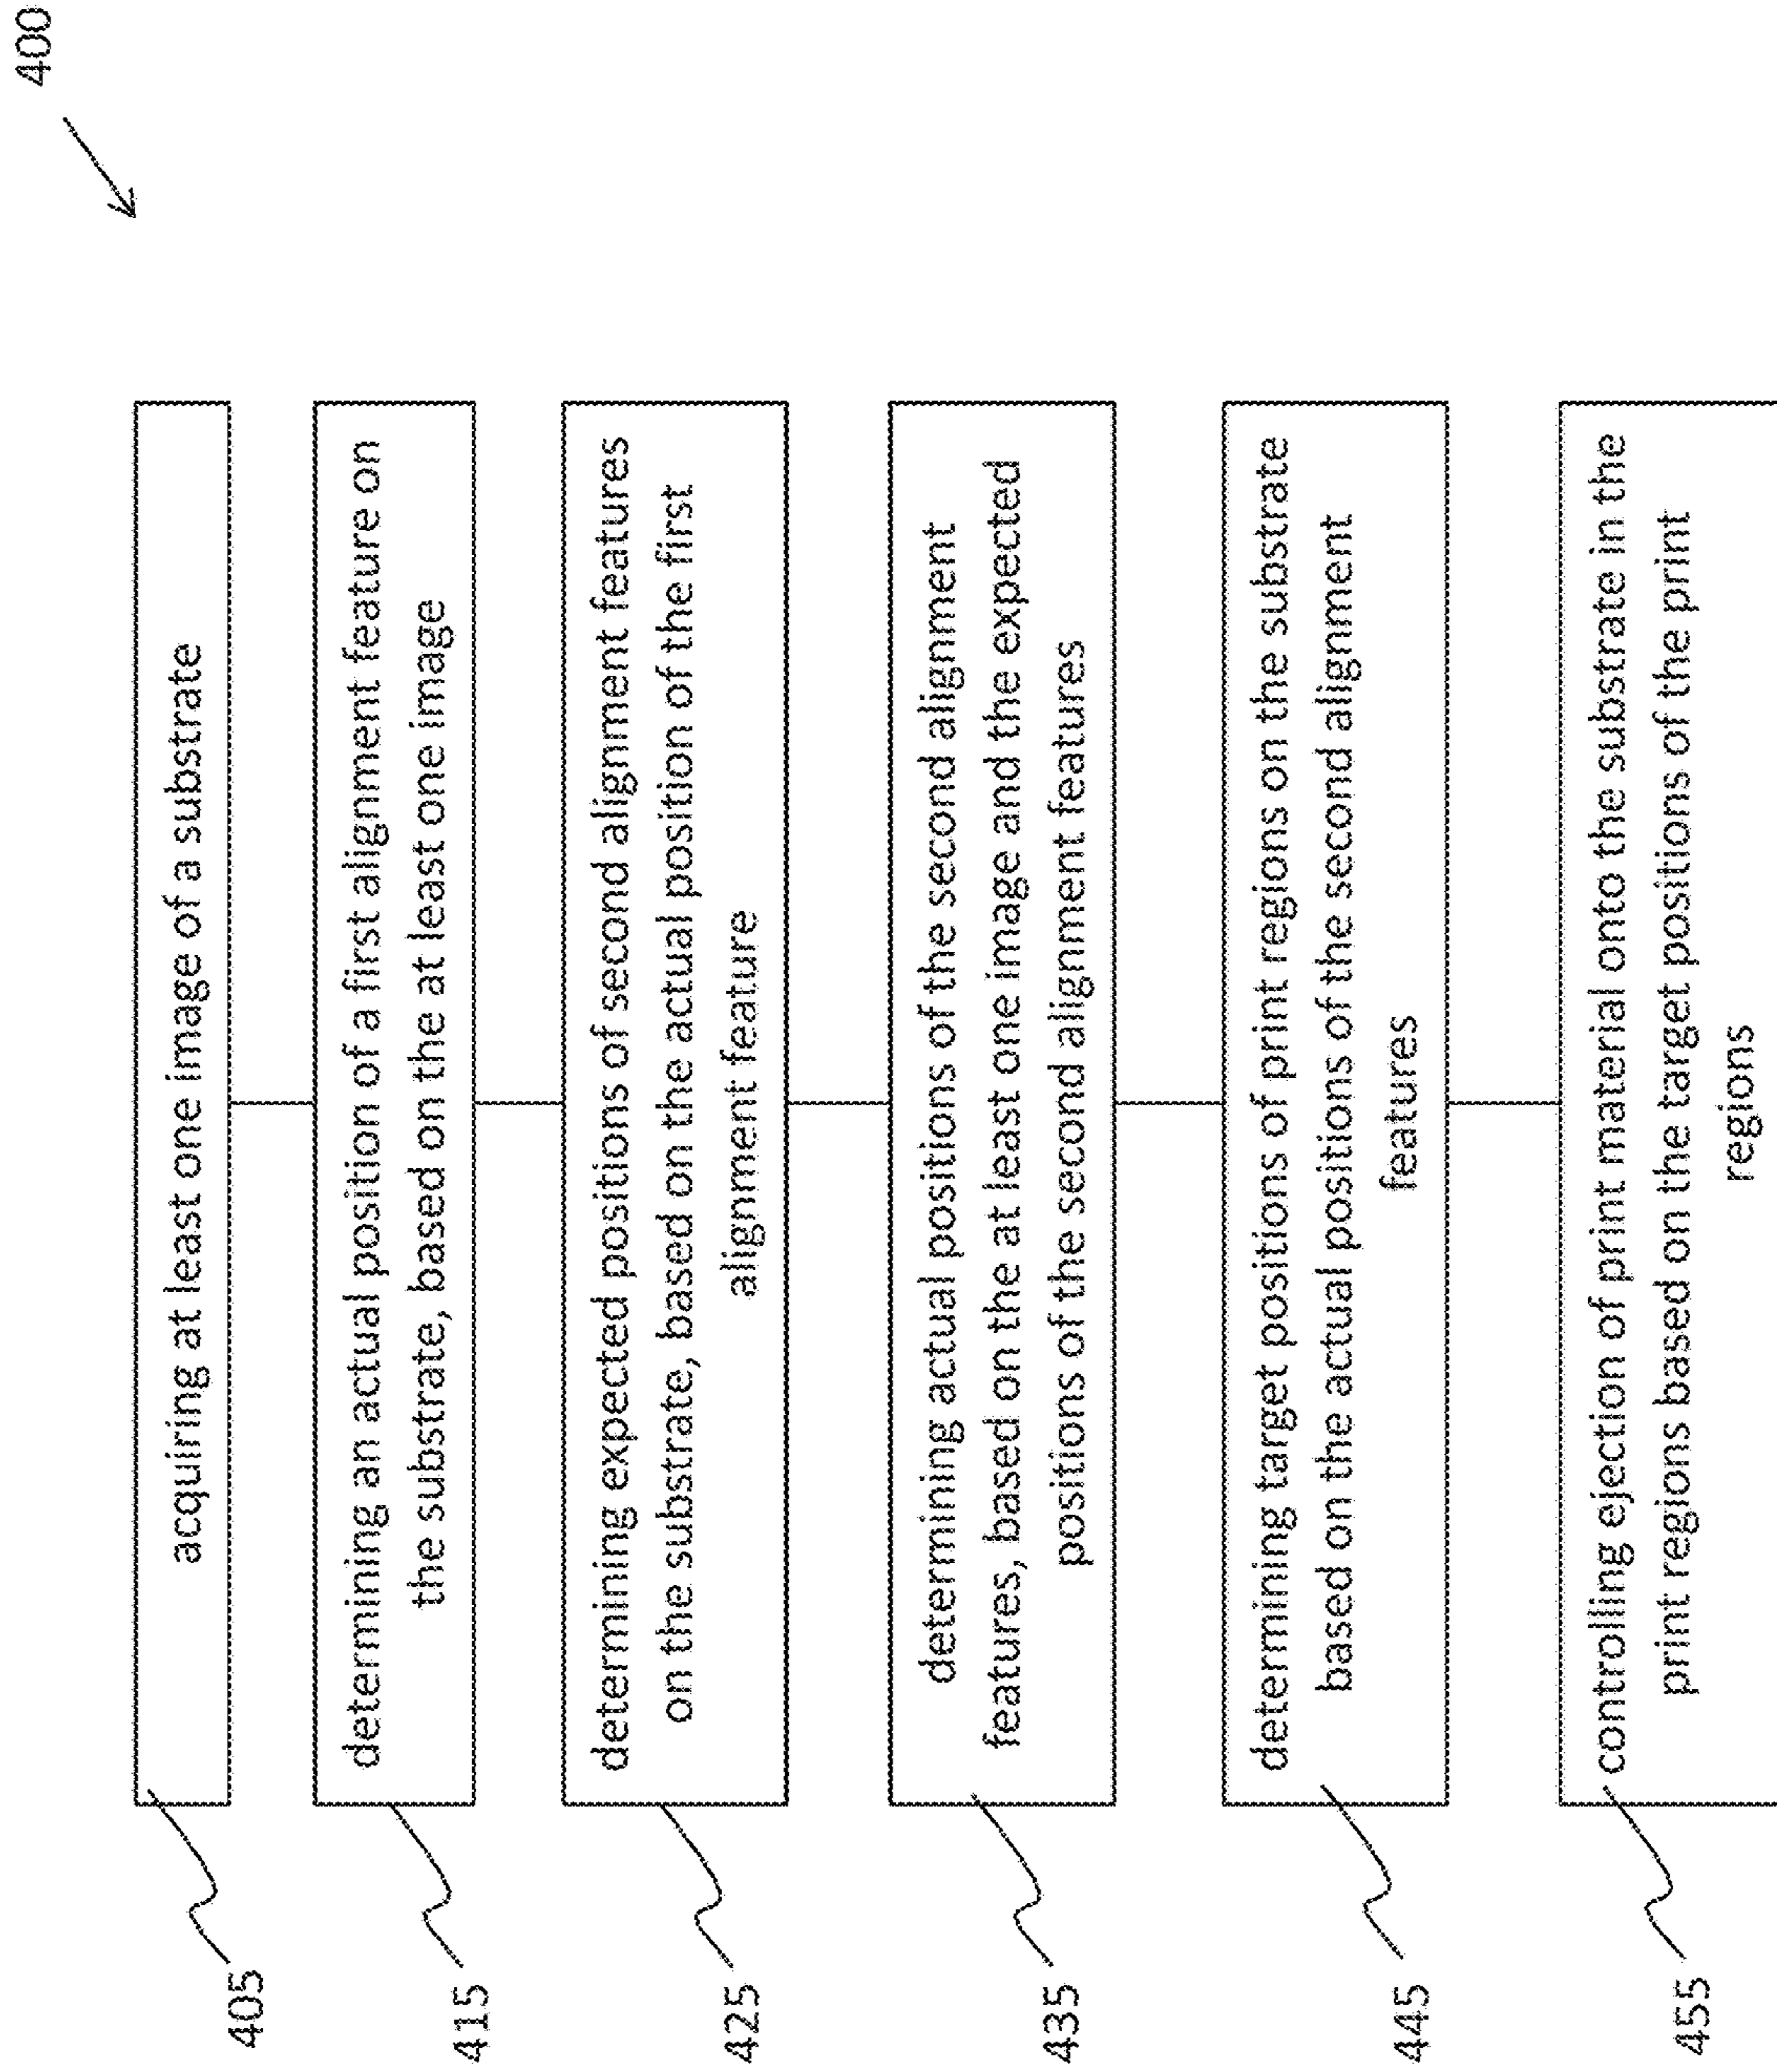 400
405
acquiring at least one image of a substrate
415
determining an actual position of a first alignment feature on
the substrate, based on the at least one image
425
determining expected positions of second alignment features
on the substrate, based on the actual position of the first
alignment feature
435
determining actual positions of the second alignment
features, based on the at least one image and the expected
positions of the second alignment features
445
determining target positions of print regions on the substrate
based on the actual positions of the second alignment
features
455
controlling ejection of print material onto the substrate in the
print regions based on the target positions of the print
regions